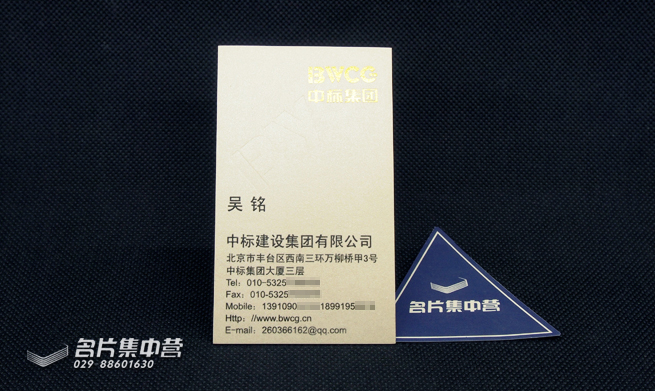 BWCG
中标集团
吴 铭
中标建设集团有限公司
北京市丰台区西南三环万柳桥甲3号
中标集团大厦三层
Tel: 010-5325
Fax: 010-5325
Mobile: 1391090 1899195
Http: //www.bwcg.cn
E-mail: 260366162@qq.com
名片集中营
名片集中营
029-88601630